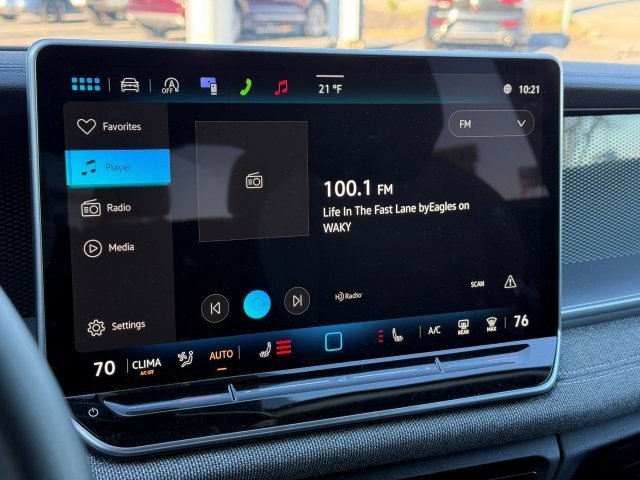 OFF
21 °F
10:21
Favorites
FM
Player
100.1 FM
Radio
Life In The Fast Lane byEagles on
WAKY
Media
HD Radio
SCAN
Settings
70
CLIMA
A/C OFF
AUTO
A/C
REAR
MAX
76